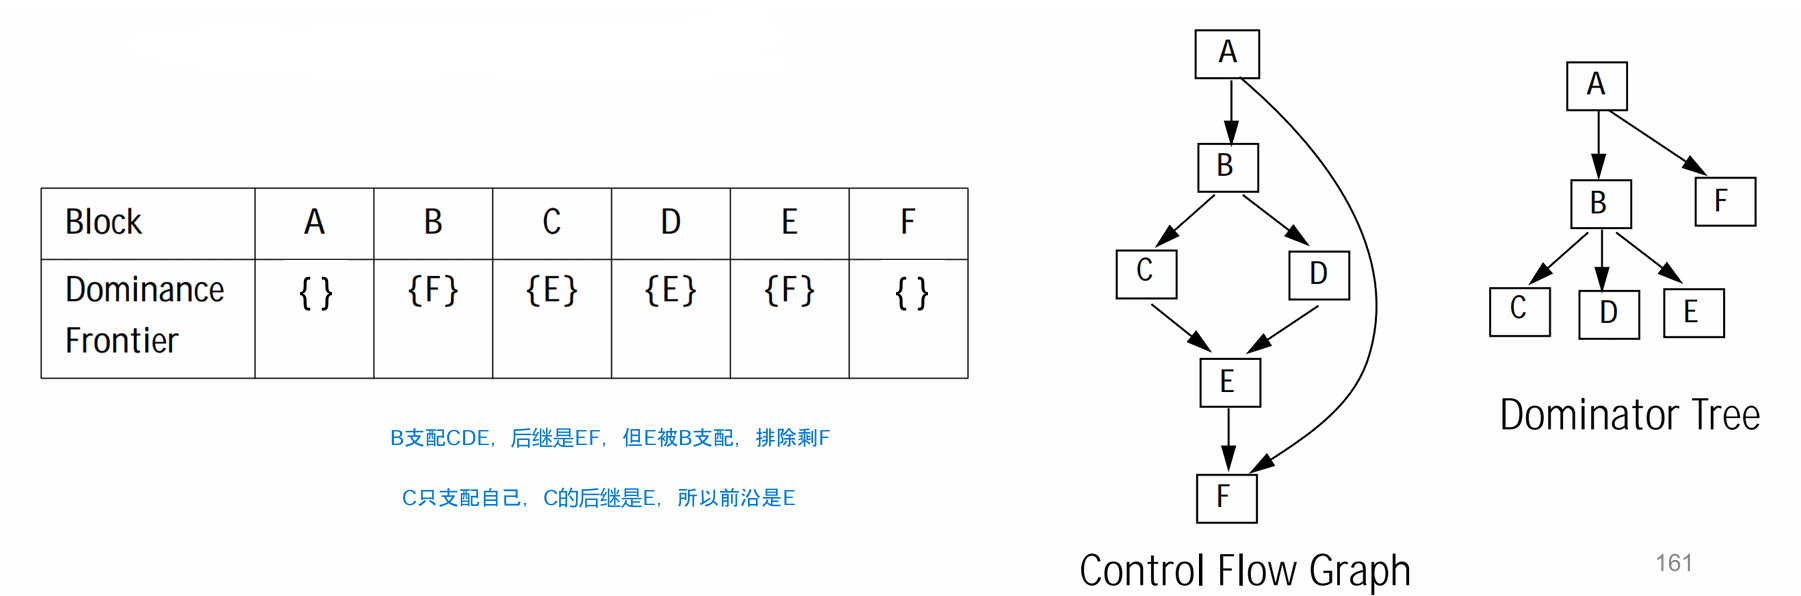 Block A B C D E F
Dominance Frontier { } {F} {E} {E} {F} { }
B支配CDE，后继是EF，但E被B支配，排除剩F
C只支配自己，C的后继是E，所以前沿是E
A
B
C D
E
F
Control Flow Graph
A
B F
C D E
Dominator Tree
161